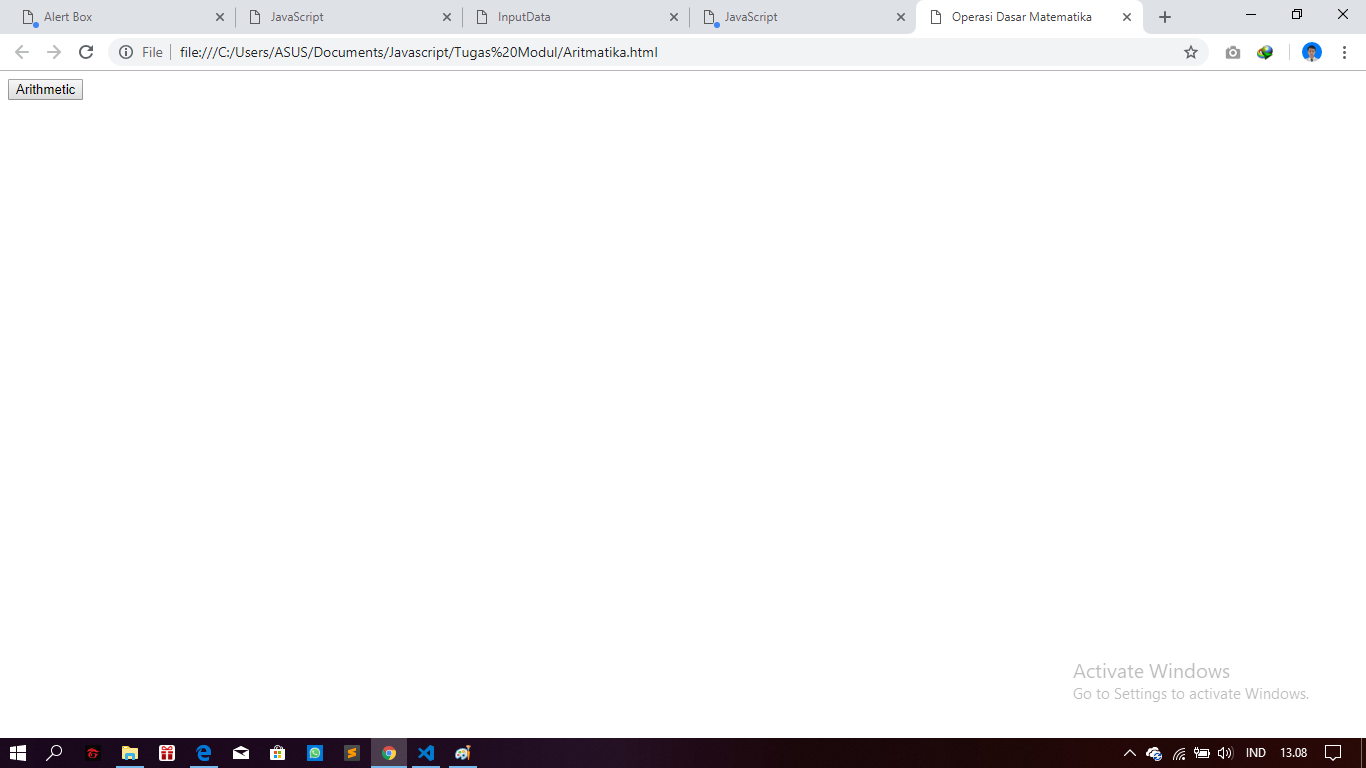 Alert Box
JavaScript
InputData
JavaScript
Operasi Dasar Matematika
File
file:///C:/Users/ASUS/Documents/Javascript/Tugas%20Modul/Aritmatika.html
Arithmetic
Activate Windows
Go to Settings to activate Windows.
IND
13.08